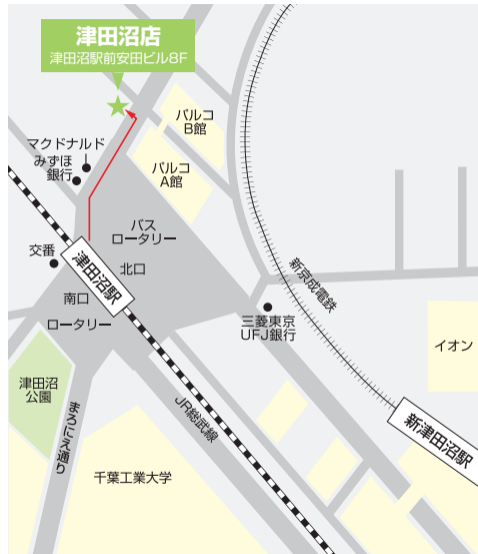 津田沼店
津田沼駅前安田ビル8F
パルコ
B館
マクドナルド
みずほ
銀行
パルコ
A館
バス
ロータリー
交番
北口
津田沼駅
南口
ロータリー
新京成電鉄
三菱東京
UFJ銀行
イオン
津田沼
公園
まろにえ通り
JR総武線
新津田沼駅
千葉工業大学